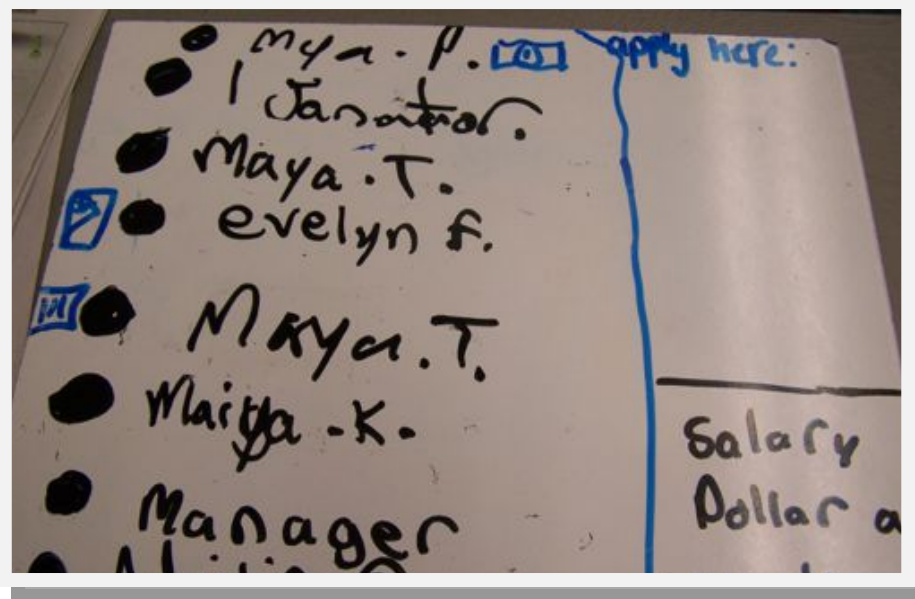 mya. P.
apply here:
1 Janator.
Maya. T.
evelyn f.
Maya. T.
Maiya. K.
Manager
Salary
Dollar a